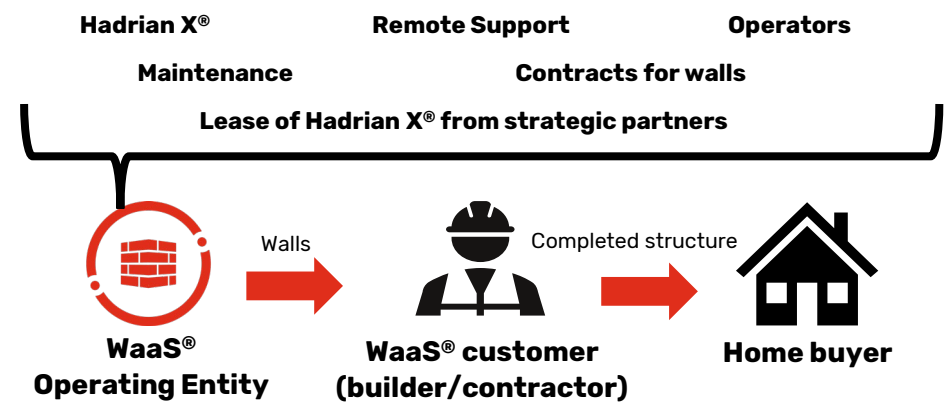 Hadrian X® Remote Support Operators
Maintenance Contracts for walls
Lease of Hadrian X® from strategic partners
Walls
Completed structure
WaaS®
Operating Entity
WaaS® customer
(builder/contractor)
Home buyer